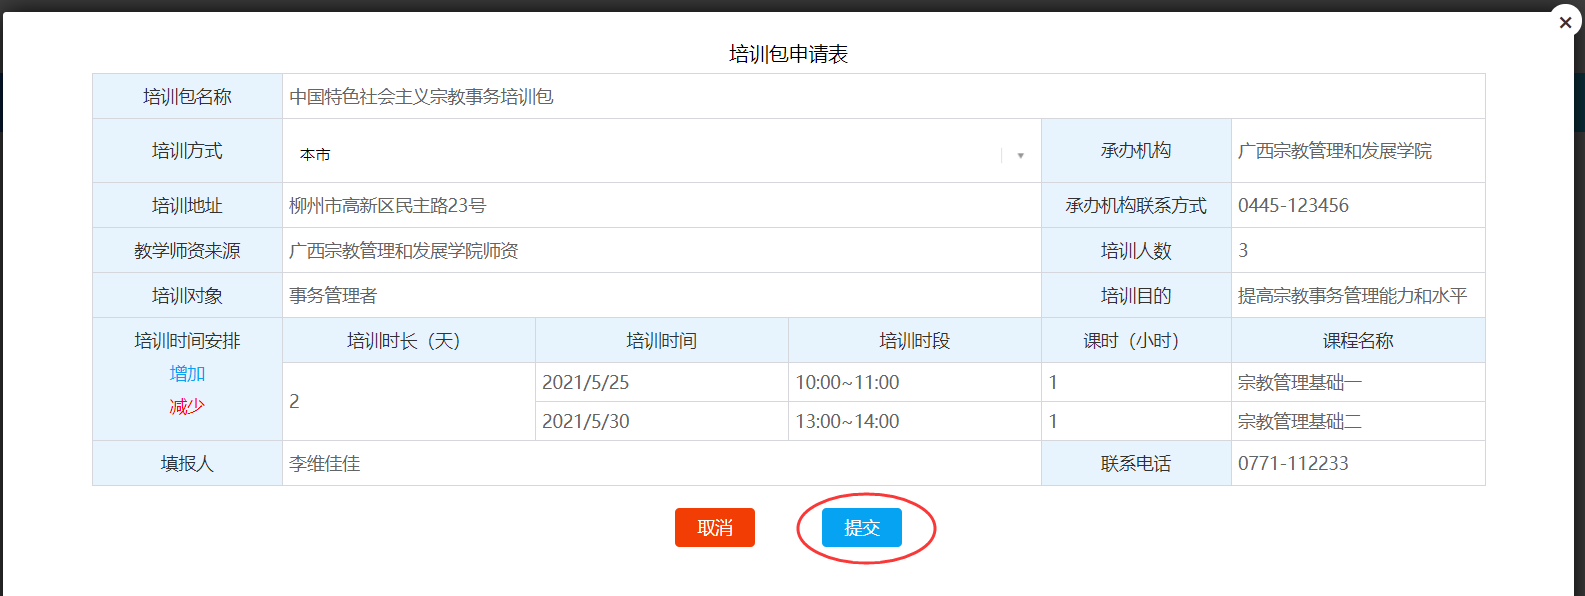 培训包申请表
培训包名称 中国特色社会主义宗教事务培训包
培训方式 本市 承办机构 广西宗教管理和发展学院
培训地址 柳州市高新区民主路23号 承办机构联系方式 0445-123456
教学师资来源 广西宗教管理和发展学院师资 培训人数 3
培训对象 事务管理者 培训目的 提高宗教事务管理能力和水平
培训时间安排 培训时长（天） 培训时间 培训时段 课时（小时） 课程名称
增加
减少
2 2021/5/25 10:00~11:00 1 宗教管理基础一
2021/5/30 13:00~14:00 1 宗教管理基础二
填报人 李维佳佳 联系电话 0771-112233
取消 提交